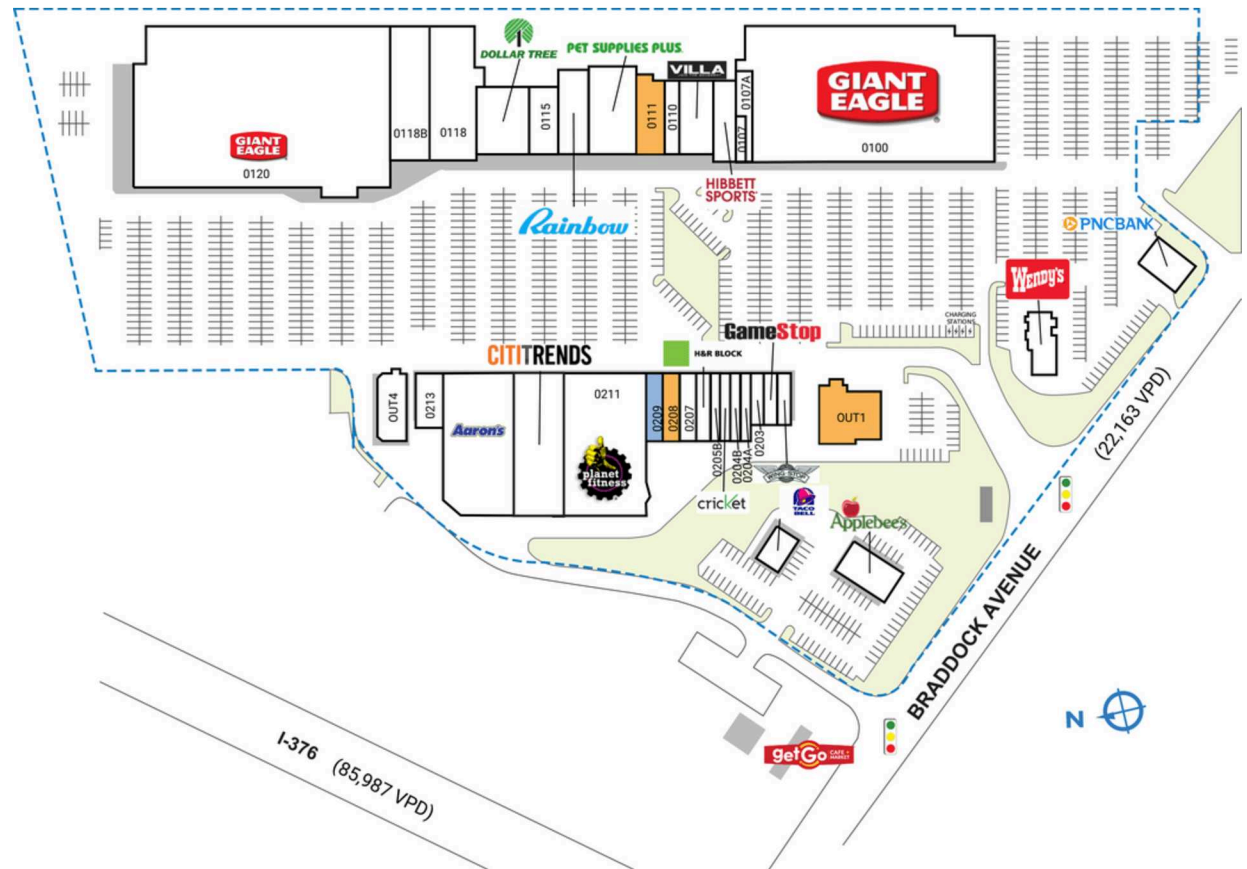 DOLLAR TREE
PET SUPPLIES PLUS
VILLA
GIANT
EAGLE
0120
0118B
0118
0115
0111
0110
0107A
0107
GIANT
EAGLE
0100
HIBBETT
SPORTS
Rainbow
PNCBANK
WENDY'S
CHARGING
STATIONS
GameStop
H&R BLOCK
CITITRENDS
OUT4
0213
Aaron's
0211
planet
fitness
0209
0208
0207
0205B
0204B
0204A
0203
OUT1
WING STOP
cricket
TACO
BELL
Applebee's
(22,163 VPD)
BRADDOCK AVENUE
N
getGo CAFE +
MARKET
I-376 (85,987 VPD)